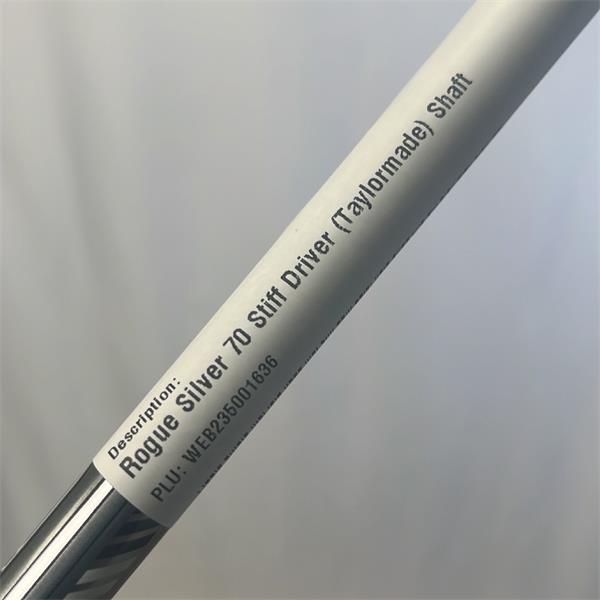 Description:
Rogue Silver 70 Stiff Driver (Taylormade) Shaft
PLU: WEB235001636